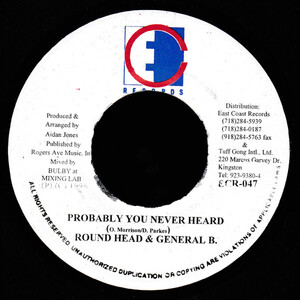 EC
RECORDS
Produced &
Arranged by
Aidan Jones
Published by
Rogers Ave Music. In
Mixed by
BULBY at
MIXING LAB
Distribution:
East Coast Records
(718)284-5939
(718)284-0187
(918)284-5763 fax
&
Tuff Gong Intl., Ltd.
220 Marcus Garvey Dr.
Kingston
Tel: 923-9380-4
ECR-047
PROBABLY YOU NEVER HEARD
(O. Morrison/D. Parkes)
ROUND HEAD & GENERAL B.
ALL RIGHTS RESERVED UNAUTHORIZED DUPLICATION OR COPYING ARE VIOLATIONS OF